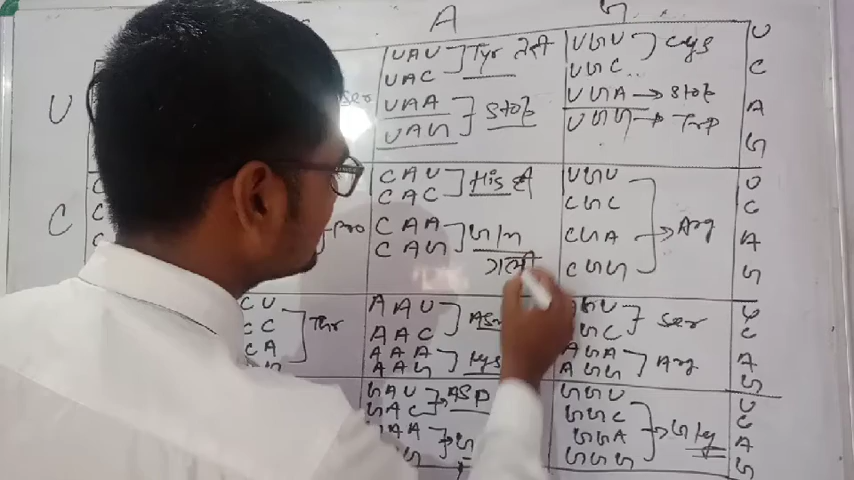 A G
U
UAU
UAC
Tyr
UAA
UAG
Stop
UGU
UGC
Cys
UGA → Stop
UGG → Trp
U
C
A
G
Ser
C
CAU
CAC
His
CAA
CAG
Gln
UGU
CGC
CGA
CGG
Arg
U
C
A
G
Pro
CU
CC
CA
Thr
AAU
AAC
AAA
AAG
Lys
GU
GC
Ser
AGA
AGG
Arg
U
C
A
G
GAU
GAC
ASP
GAA
GGU
GGC
GGA
GGG
Gly
U
C
A
G